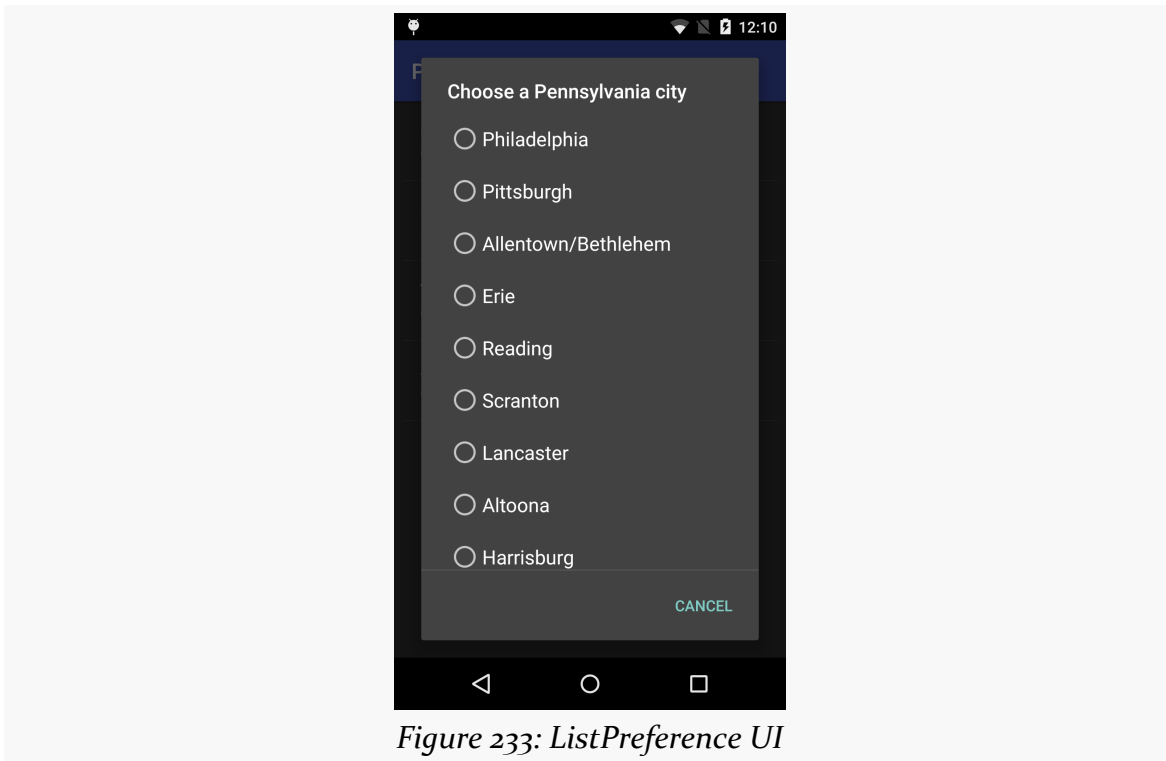 12:10
P
Choose a Pennsylvania city
Philadelphia
Pittsburgh
Allentown/Bethlehem
Erie
Reading
Scranton
Lancaster
Altoona
Harrisburg
CANCEL
Figure 233: ListPreference UI